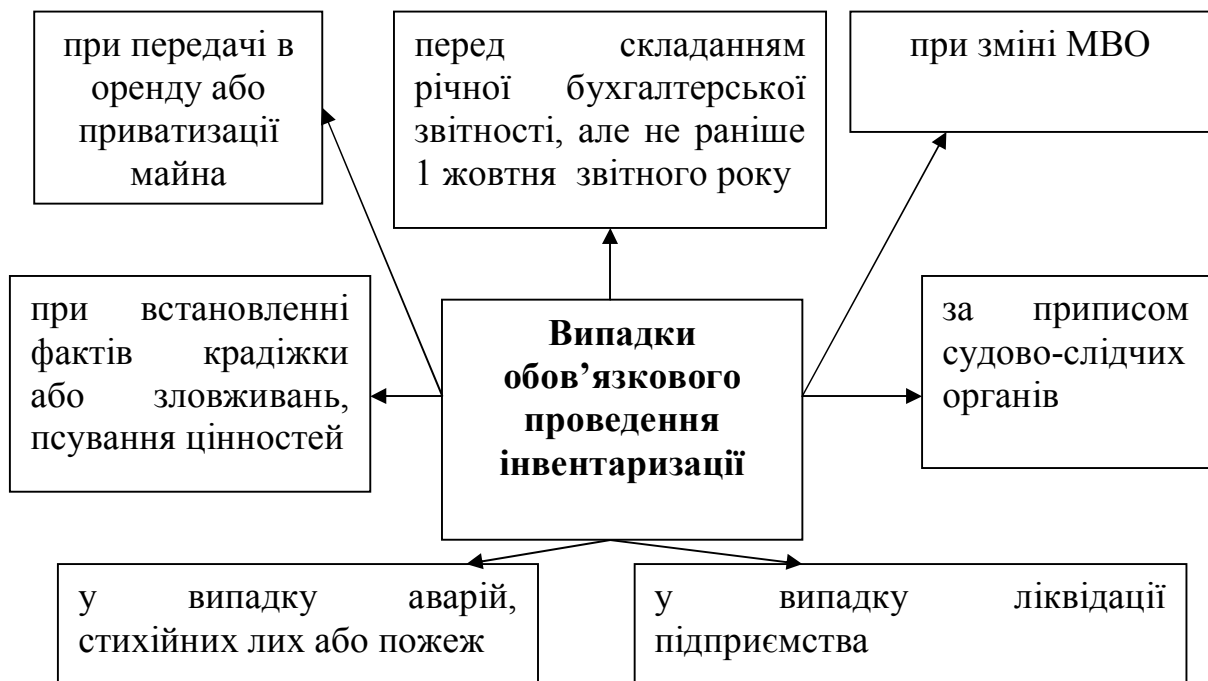 при передачі в
оренду або
приватизації
майна
перед складанням
річної бухгалтерської
звітності, але не раніше
1 жовтня звітного року
при зміні МВО
при встановленні
фактів крадіжки
або зловживань,
псування цінностей
Випадки
обов’язкового
проведення
інвентаризації
за приписом
судово-слідчих
органів
у випадку аварій,
стихійних лих або пожеж
у випадку ліквідації
підприємства